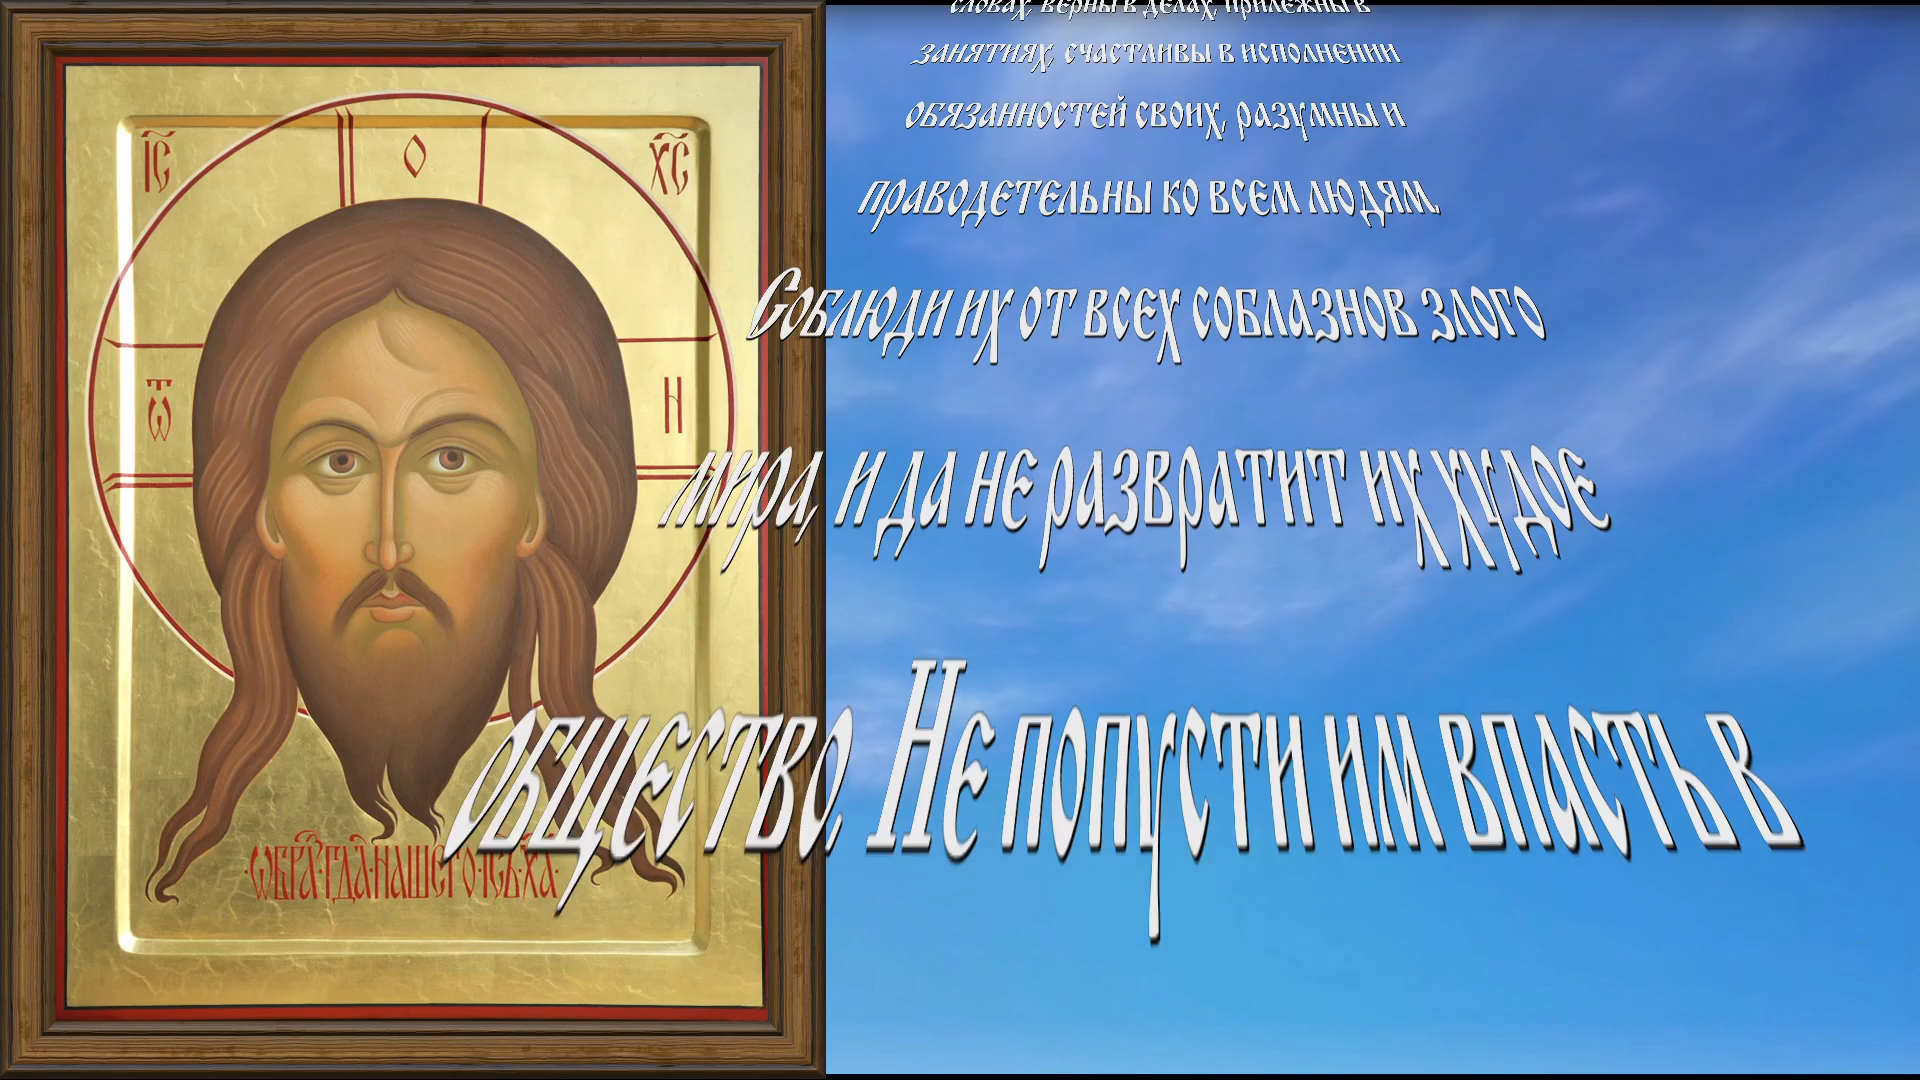 словах, верны в делах, прилежны в
занятиях, счастливы в исполнении
обязанностей своих, разумны и
праводетельны ко всем людям.
Соблюди их от всех соблазнов злого
мира, и да не развратит их худое
общество. Не попусти им впасть в
І҃С О Х҃С
Ѿ Н